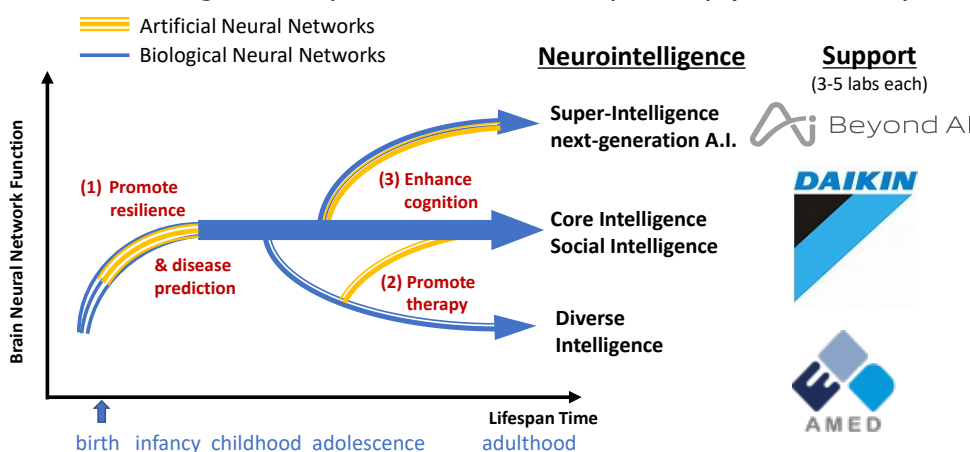 Artificial Neural Networks
Biological Neural Networks
Neurointelligence
Support
(3-5 labs each)
Brain Neural Network Function
Super-Intelligence
next-generation A.I.
Ai Beyond AI
(1) Promote
resilience
& disease
prediction
(3) Enhance
cognition
(2) Promote
therapy
Core Intelligence
Social Intelligence
DAIKIN
Diverse
Intelligence
AMED
Lifespan Time
birth infancy childhood adolescence adulthood